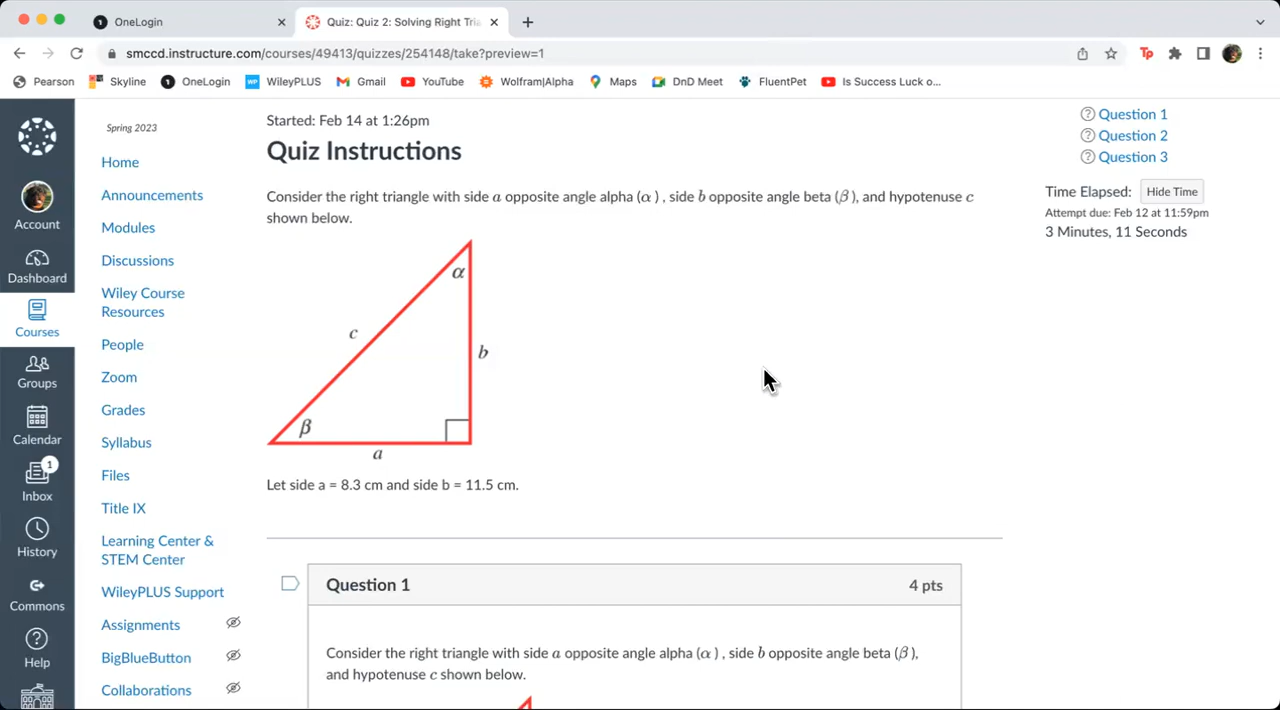 OneLogin
Quiz: Quiz 2: Solving Right Tria
smccd.instructure.com/courses/49413/quizzes/254148/take?preview=1
Pearson Skyline OneLogin WileyPLUS Gmail YouTube Wolfram|Alpha Maps DnD Meet FluentPet Is Success Luck o...
Account
Dashboard
Courses
Groups
Calendar
1
Inbox
History
Commons
Help
Spring 2023
Home
Announcements
Modules
Discussions
Wiley Course
Resources
People
Zoom
Grades
Syllabus
Files
Title IX
Learning Center &
STEM Center
WileyPLUS Support
Assignments
BigBlueButton
Collaborations
Started: Feb 14 at 1:26pm
Quiz Instructions
Consider the right triangle with side a opposite angle alpha (α) , side b opposite angle beta (β), and hypotenuse c
shown below.
α
c
b
β
a
Let side a = 8.3 cm and side b = 11.5 cm.
Question 1 4 pts
Consider the right triangle with side a opposite angle alpha (α) , side b opposite angle beta (β),
and hypotenuse c shown below.
Question 1
Question 2
Question 3
Time Elapsed: Hide Time
Attempt due: Feb 12 at 11:59pm
3 Minutes, 11 Seconds